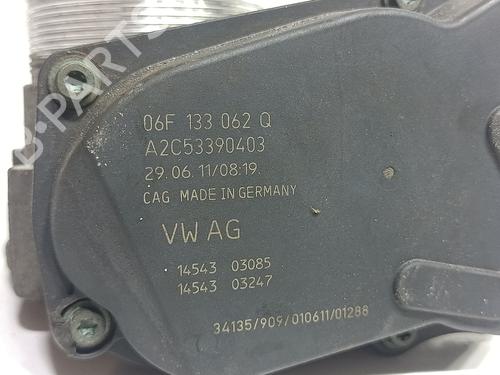 06F 133 062 Q
A2C53390403
29.06.11/08:19.
CAG MADE IN GERMANY
VW AG
14543 03085
14543 03247
34135/909/010611/01288
B-PARTS